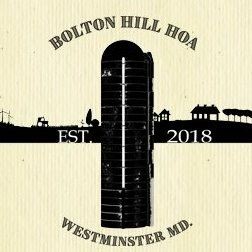 BOLTON HILL HOA
EST. 2018
WESTMINSTER MD.